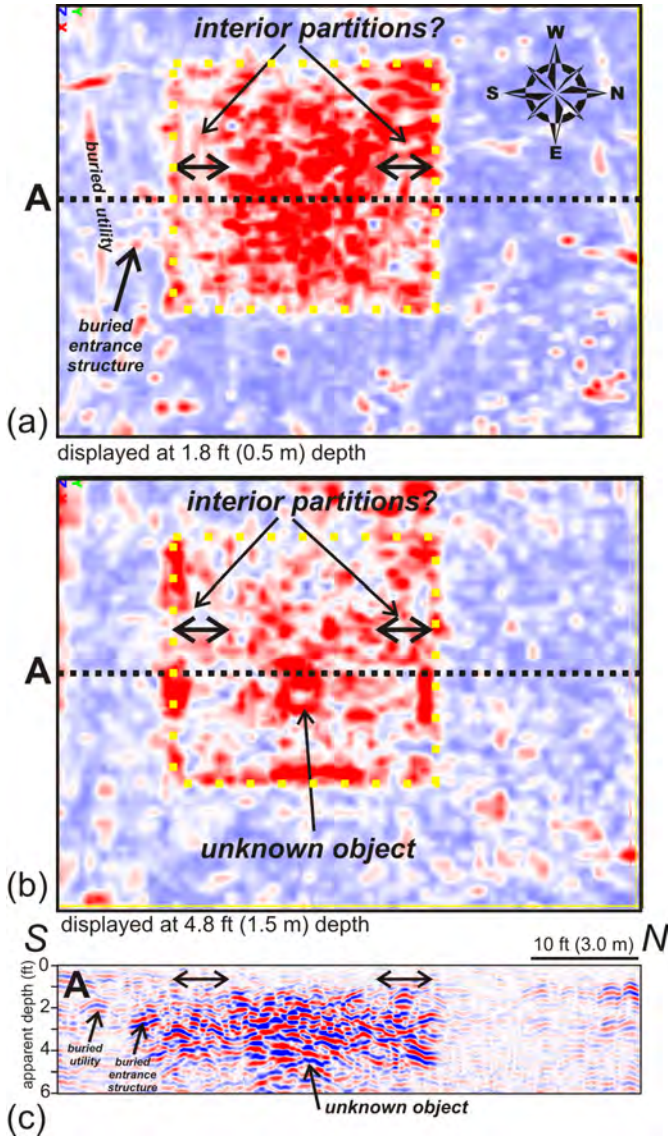 interior partitions?
W
S
N
E
A
buried utility
buried
entrance
structure
(a)
displayed at 1.8 ft (0.5 m) depth
interior partitions?
A
unknown object
(b)
displayed at 4.8 ft (1.5 m) depth
S
N
10 ft (3.0 m)
apparent depth (ft)
0
2
4
6
A
buried
utility
buried
entrance
structure
unknown object
(c)